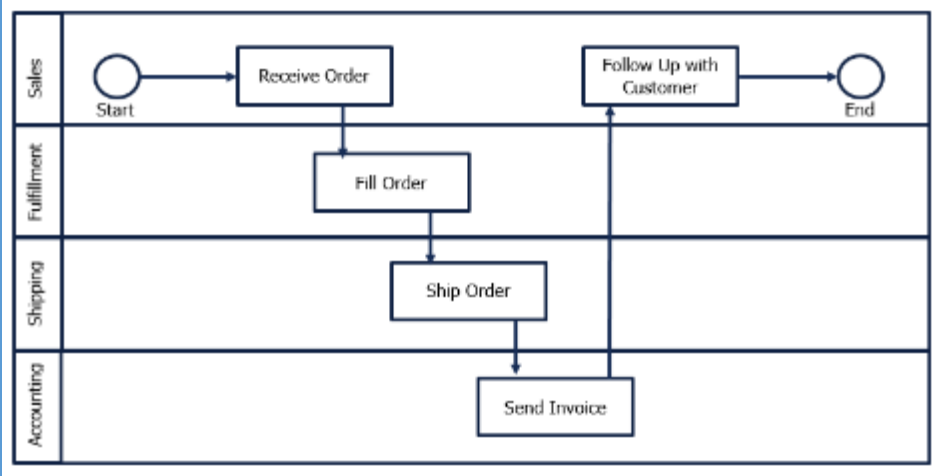 Sales
Start
Receive Order
Follow Up with
Customer
End
Fulfillment
Fill Order
Shipping
Ship Order
Accounting
Send Invoice